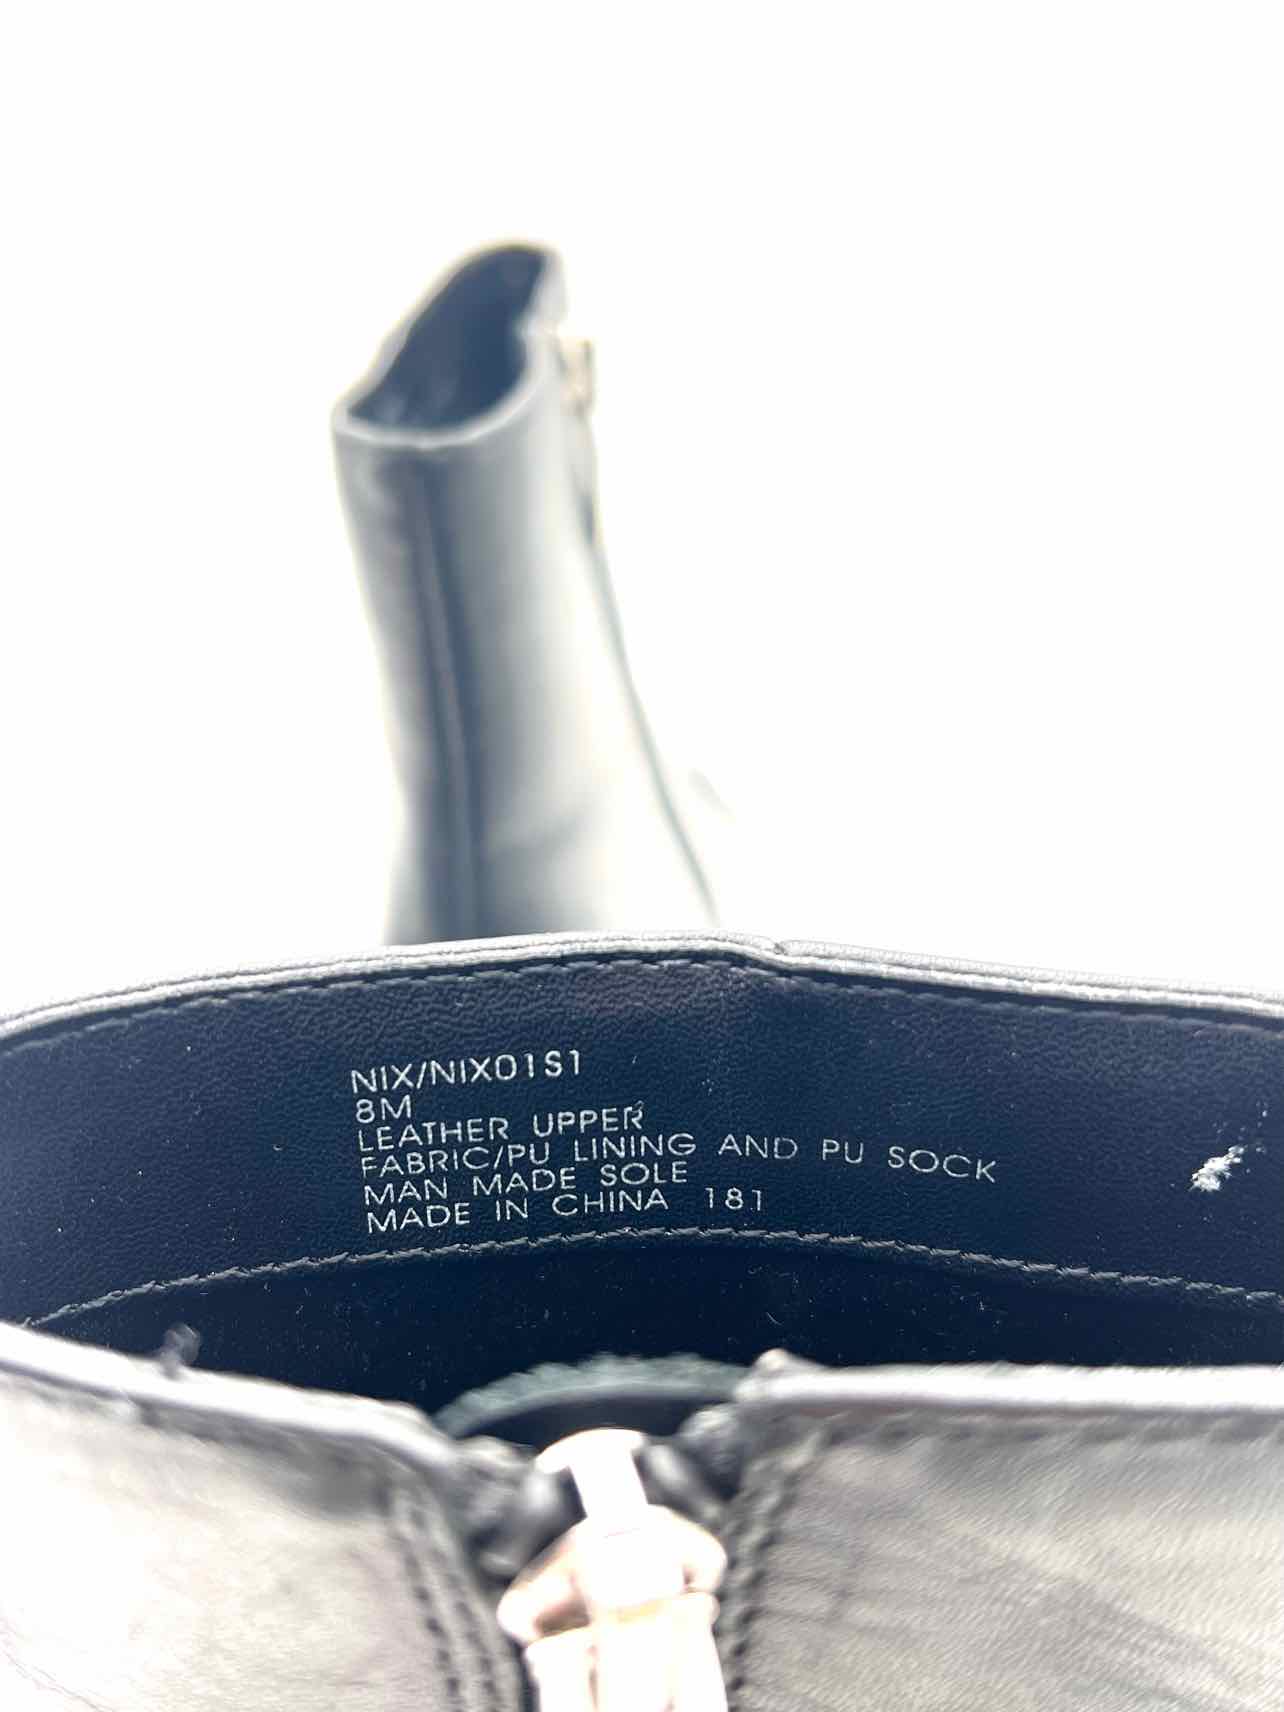 NIX/NIX01S1
8M
LEATHER UPPER
FABRIC/PU LINING AND PU SOCK
MAN MADE SOLE
MADE IN CHINA 181